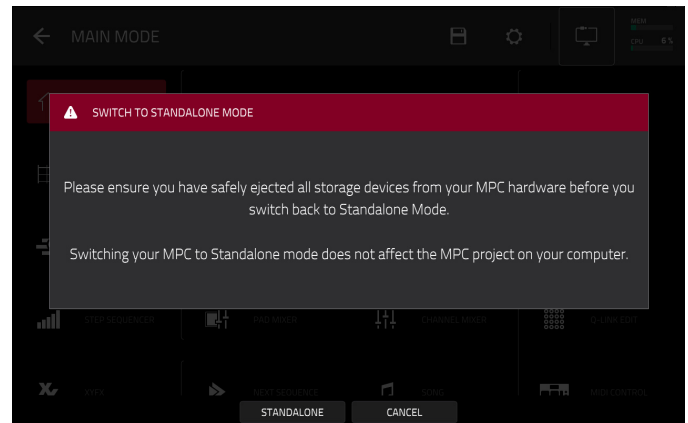 MAIN MODE
MEM
CPU 6 %
SWITCH TO STANDALONE MODE
Please ensure you have safely ejected all storage devices from your MPC hardware before you
switch back to Standalone Mode.
Switching your MPC to Standalone mode does not affect the MPC project on your computer.
STEP SEQUENCER
PAD MIXER
CHANNEL MIXER
Q-LINK EDIT
XYFX
NEXT SEQUENCE
SONG
MIDI CONTROL
STANDALONE
CANCEL